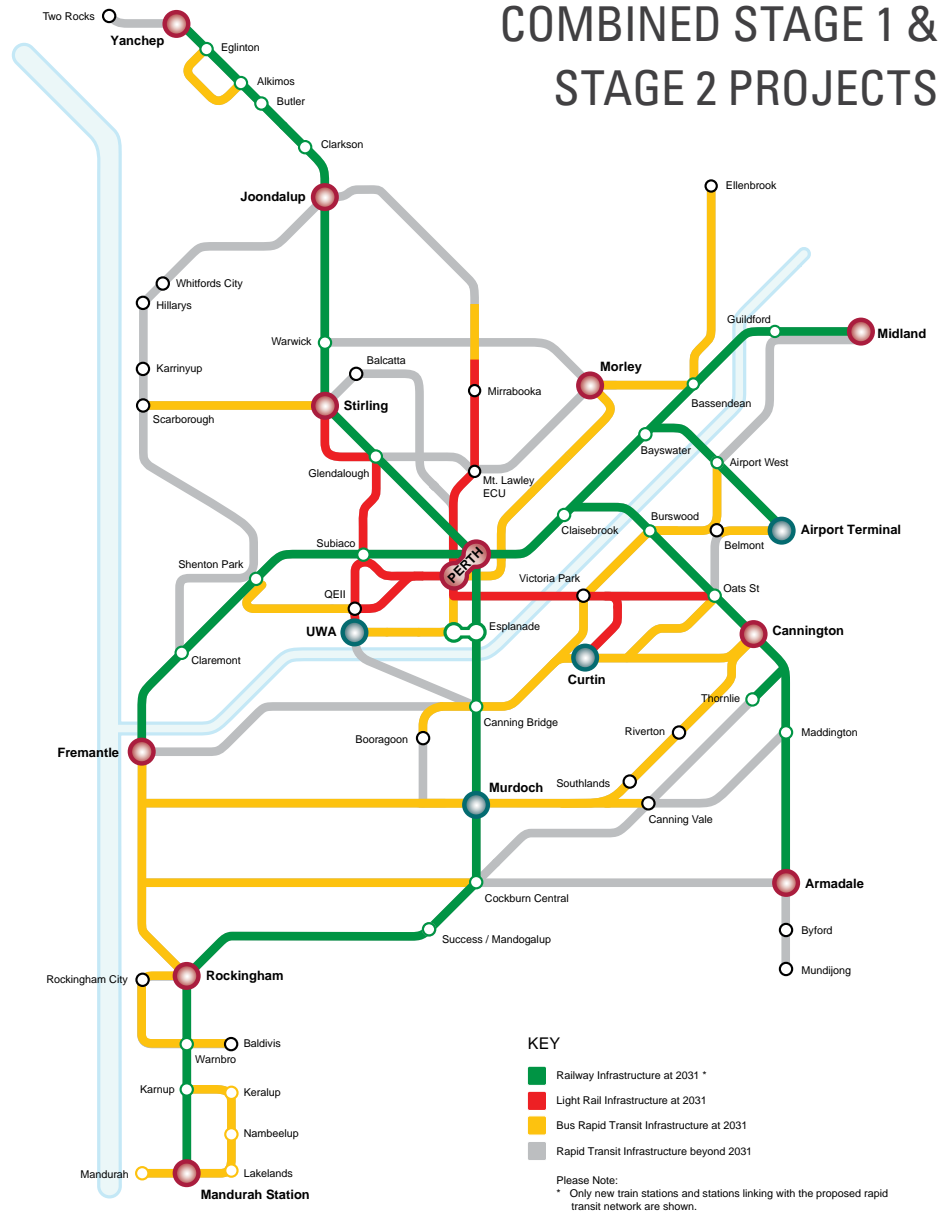 COMBINED STAGE 1 &
STAGE 2 PROJECTS
Two Rocks
Yanchep
Eglinton
Alkimos
Butler
Clarkson
Joondalup
Ellenbrook
Whitfords City
Hillarys
Guildford
Midland
Warwick
Balcatta
Morley
Karrinyup
Mirrabooka
Bassendean
Scarborough
Stirling
Bayswater
Glendalough
Mt. Lawley
ECU
Airport West
Claisebrook
Burswood
Airport Terminal
Belmont
Subiaco
PERTH
Shenton Park
Victoria Park
Oats St
QEII
UWA
Esplanade
Cannington
Claremont
Curtin
Thornlie
Canning Bridge
Booragoon
Riverton
Maddington
Fremantle
Southlands
Murdoch
Canning Vale
Cockburn Central
Armadale
Success / Mandogalup
Byford
Rockingham City
Rockingham
Mundijong
Baldivis
Warnbro
Karnup
Keralup
Nambeelup
Mandurah
Lakelands
Mandurah Station
KEY
Railway Infrastructure at 2031 *
Light Rail Infrastructure at 2031
Bus Rapid Transit Infrastructure at 2031
Rapid Transit Infrastructure beyond 2031
Please Note:
* Only new train stations and stations linking with the proposed rapid
transit network are shown.